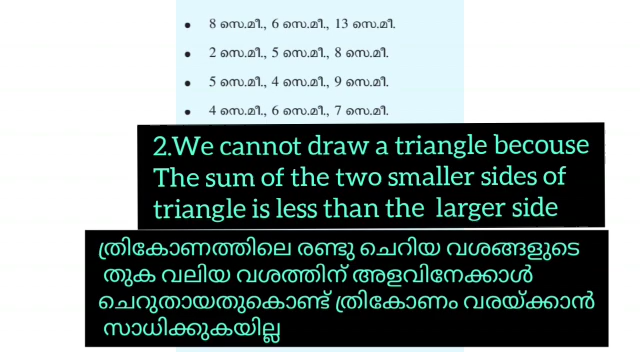 • 8 സെ.മീ., 6 സെ.മീ., 13 സെ.മീ.
• 2 സെ.മീ., 5 സെ.മീ., 8 സെ.മീ.
• 5 സെ.മീ., 4 സെ.മീ., 9 സെ.മീ.
• 4 സെ.മീ., 6 സെ.മീ., 7 സെ.മീ.
2.We cannot draw a triangle becouse
The sum of the two smaller sides of
triangle is less than the larger side
ത്രികോണത്തിലെ രണ്ടു ചെറിയ വശങ്ങളുടെ
തുക വലിയ വശത്തിന് അളവിനേക്കാൾ
ചെറുതായതുകൊണ്ട് ത്രികോണം വരയ്ക്കാൻ
സാധിക്കുകയില്ല